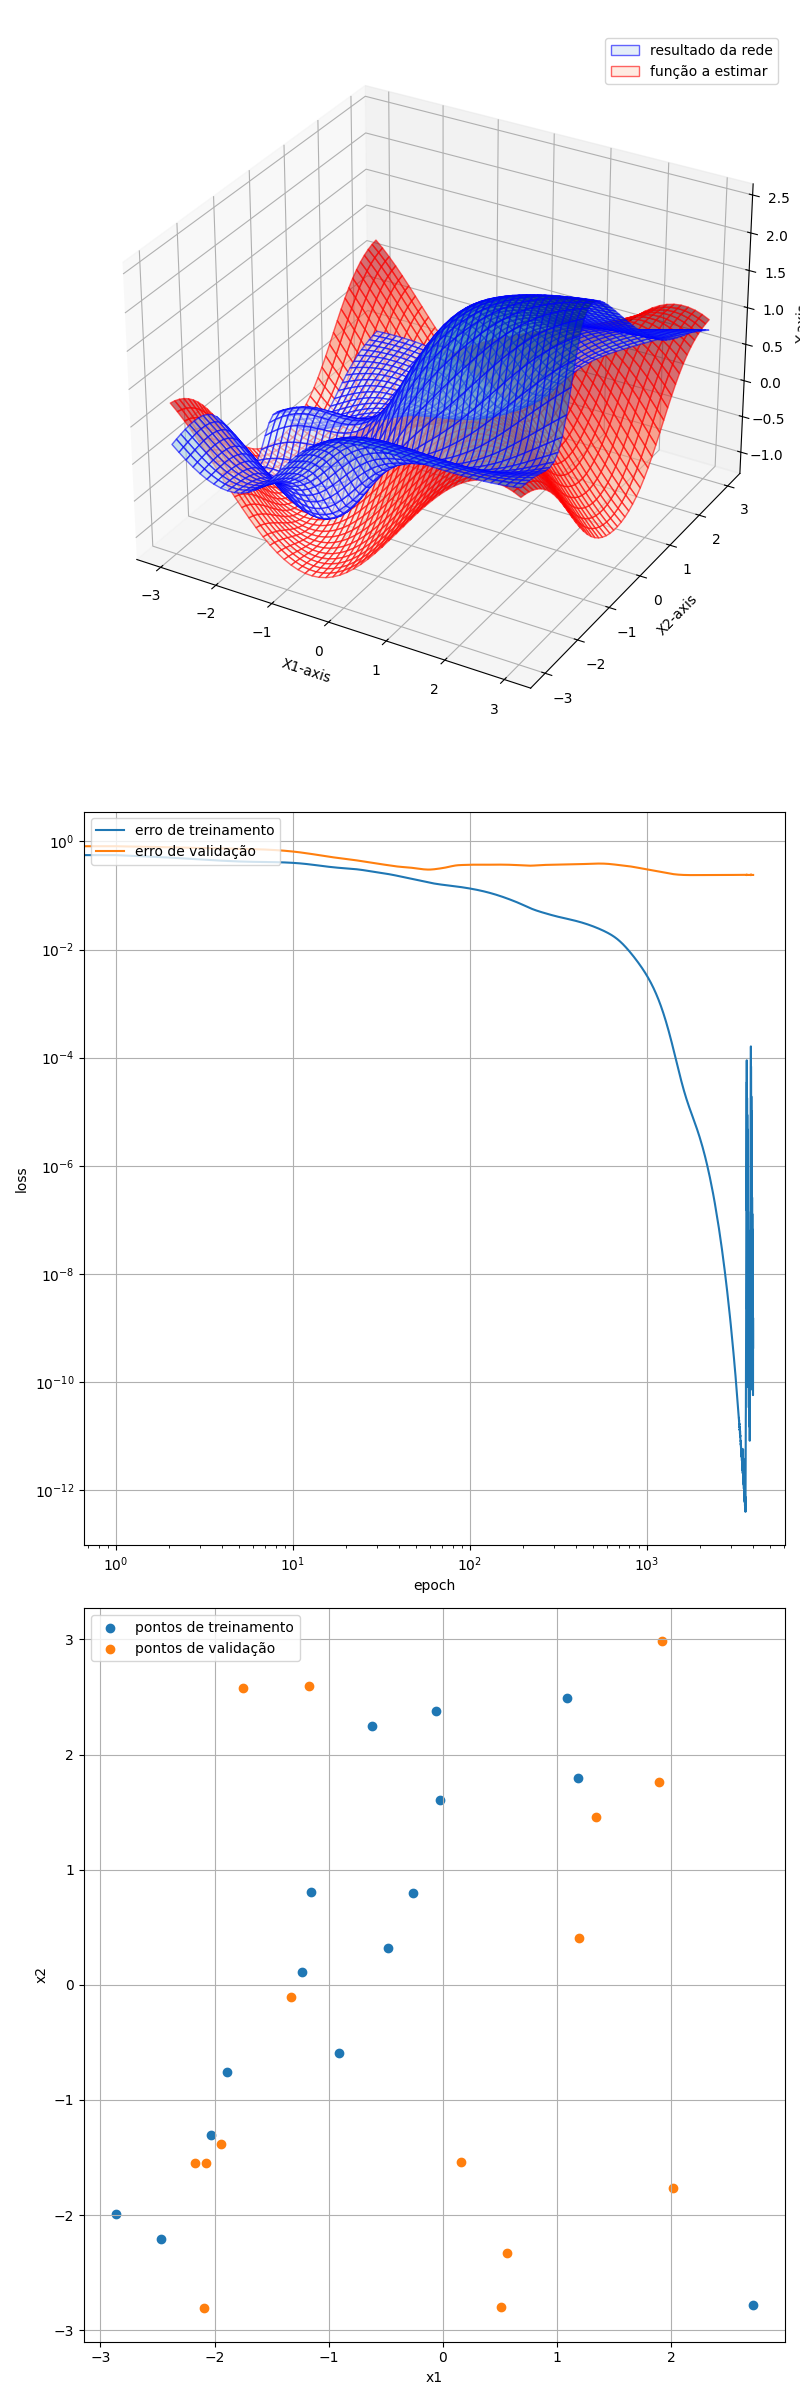 resultado da rede
função a estimar
2.5
2.0
1.5
1.0
0.5
0.0
−0.5
−1.0
3
2
1
0
−1
−2
−3
X2-axis
−3
−2
−1
0
1
2
3
X1-axis
erro de treinamento
erro de validação
10^0
10^-2
10^-4
10^-6
10^-8
10^-10
10^-12
loss
10^0 10^1 10^2 10^3
epoch
pontos de treinamento
pontos de validação
3
2
1
0
−1
−2
−3
x2
−3 −2 −1 0 1 2
x1